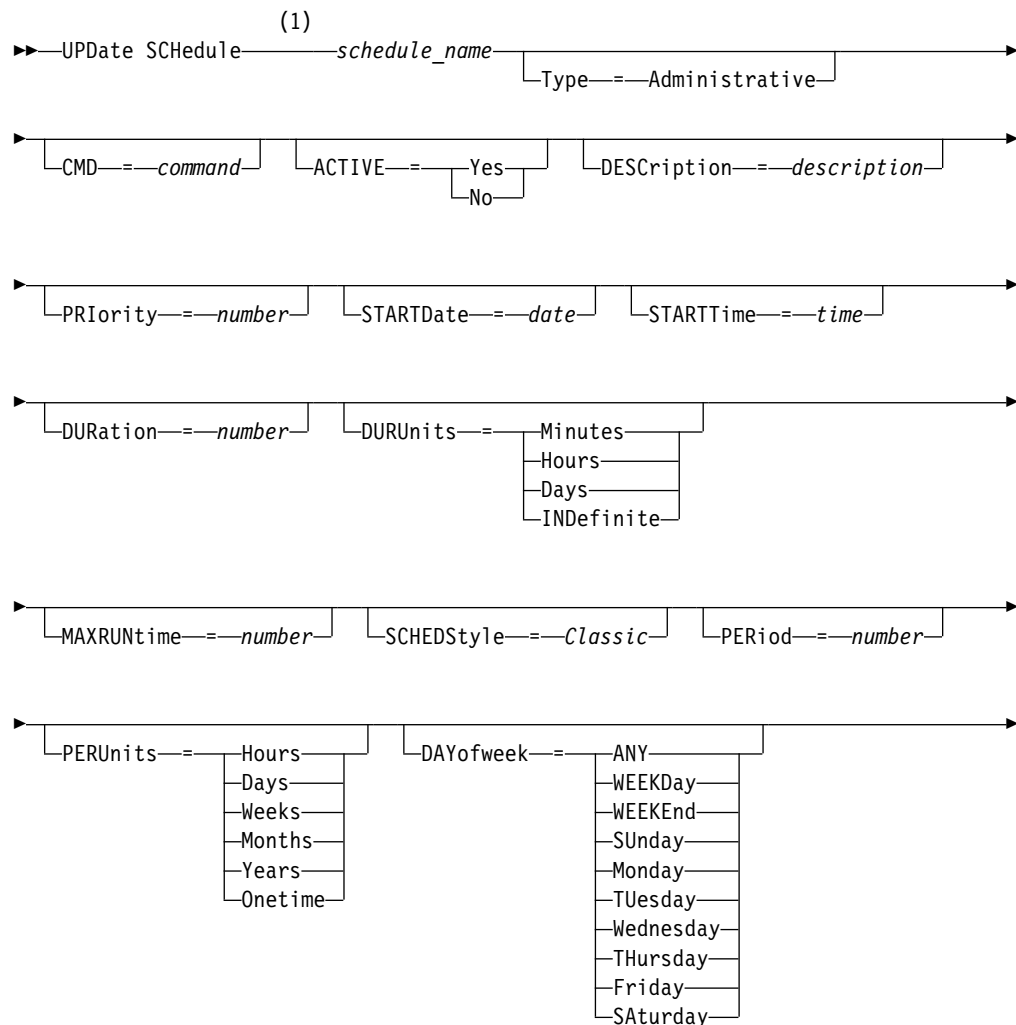 (1)
UPDate SCHedule schedule_name
Type = Administrative
CMD = command ACTIVE = Yes DESCription = description
No
PRIority = number STARTDate = date STARTTime = time
DURation = number DURUnits = Minutes
Hours
Days
INDefinite
MAXRUNtime = number SCHEDStyle = Classic PERiod = number
PERUnits = Hours DAYofweek = ANY
Days WEEKDay
Weeks WEEKEnd
Months SUnday
Years Monday
Onetime TUesday
Wednesday
THursday
Friday
SAturday